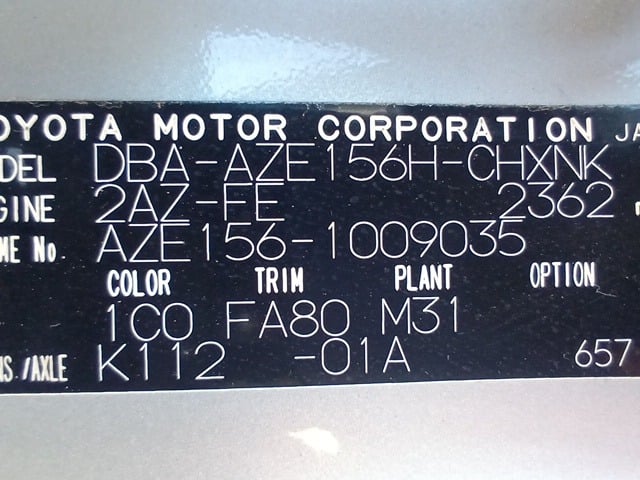 OYOTA MOTOR CORPORATION JA
DEL DBA-AZE156H-CHXNK
GINE 2AZ-FE 2362
ME No. AZE156-1009035
COLOR TRIM PLANT OPTION
1C0 FA80 M31
NS./AXLE K112 -01A 657